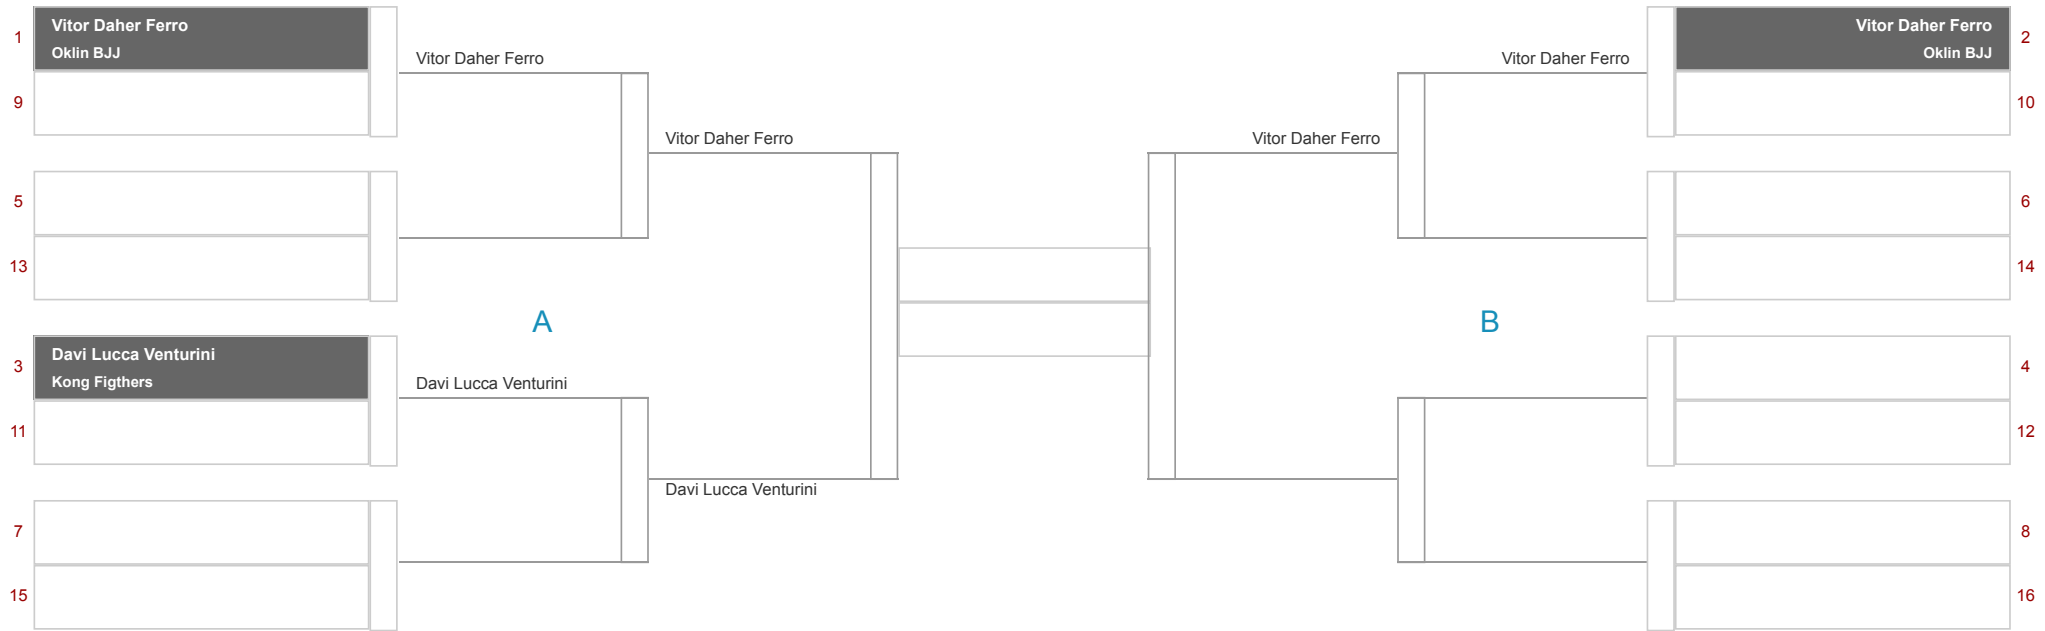 1
Vitor Daher Ferro
Oklin BJJ
9
5
13
3
Davi Lucca Venturini
Kong Figthers
11
7
15
Vitor Daher Ferro
Davi Lucca Venturini
A
Vitor Daher Ferro
Davi Lucca Venturini
Vitor Daher Ferro
B
Vitor Daher Ferro
Vitor Daher Ferro
Oklin BJJ
2
10
6
14
4
12
8
16